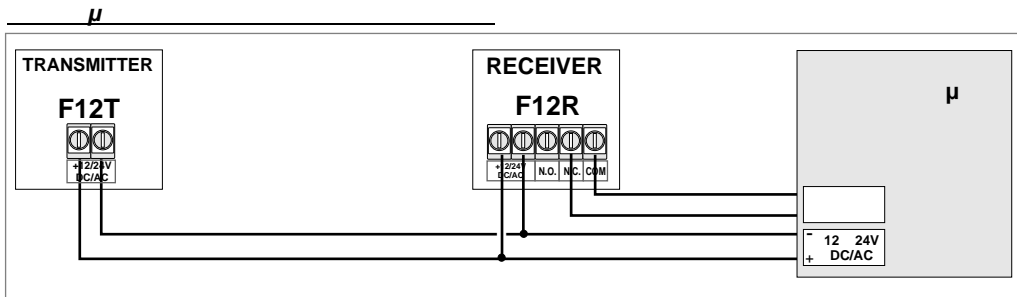 μ
TRANSMITTER
F12T
+12/24V
DC/AC
RECEIVER
F12R
+12/24V
DC/AC
N.O.
N.C.
COM
μ
-
12 24V
+ DC/AC